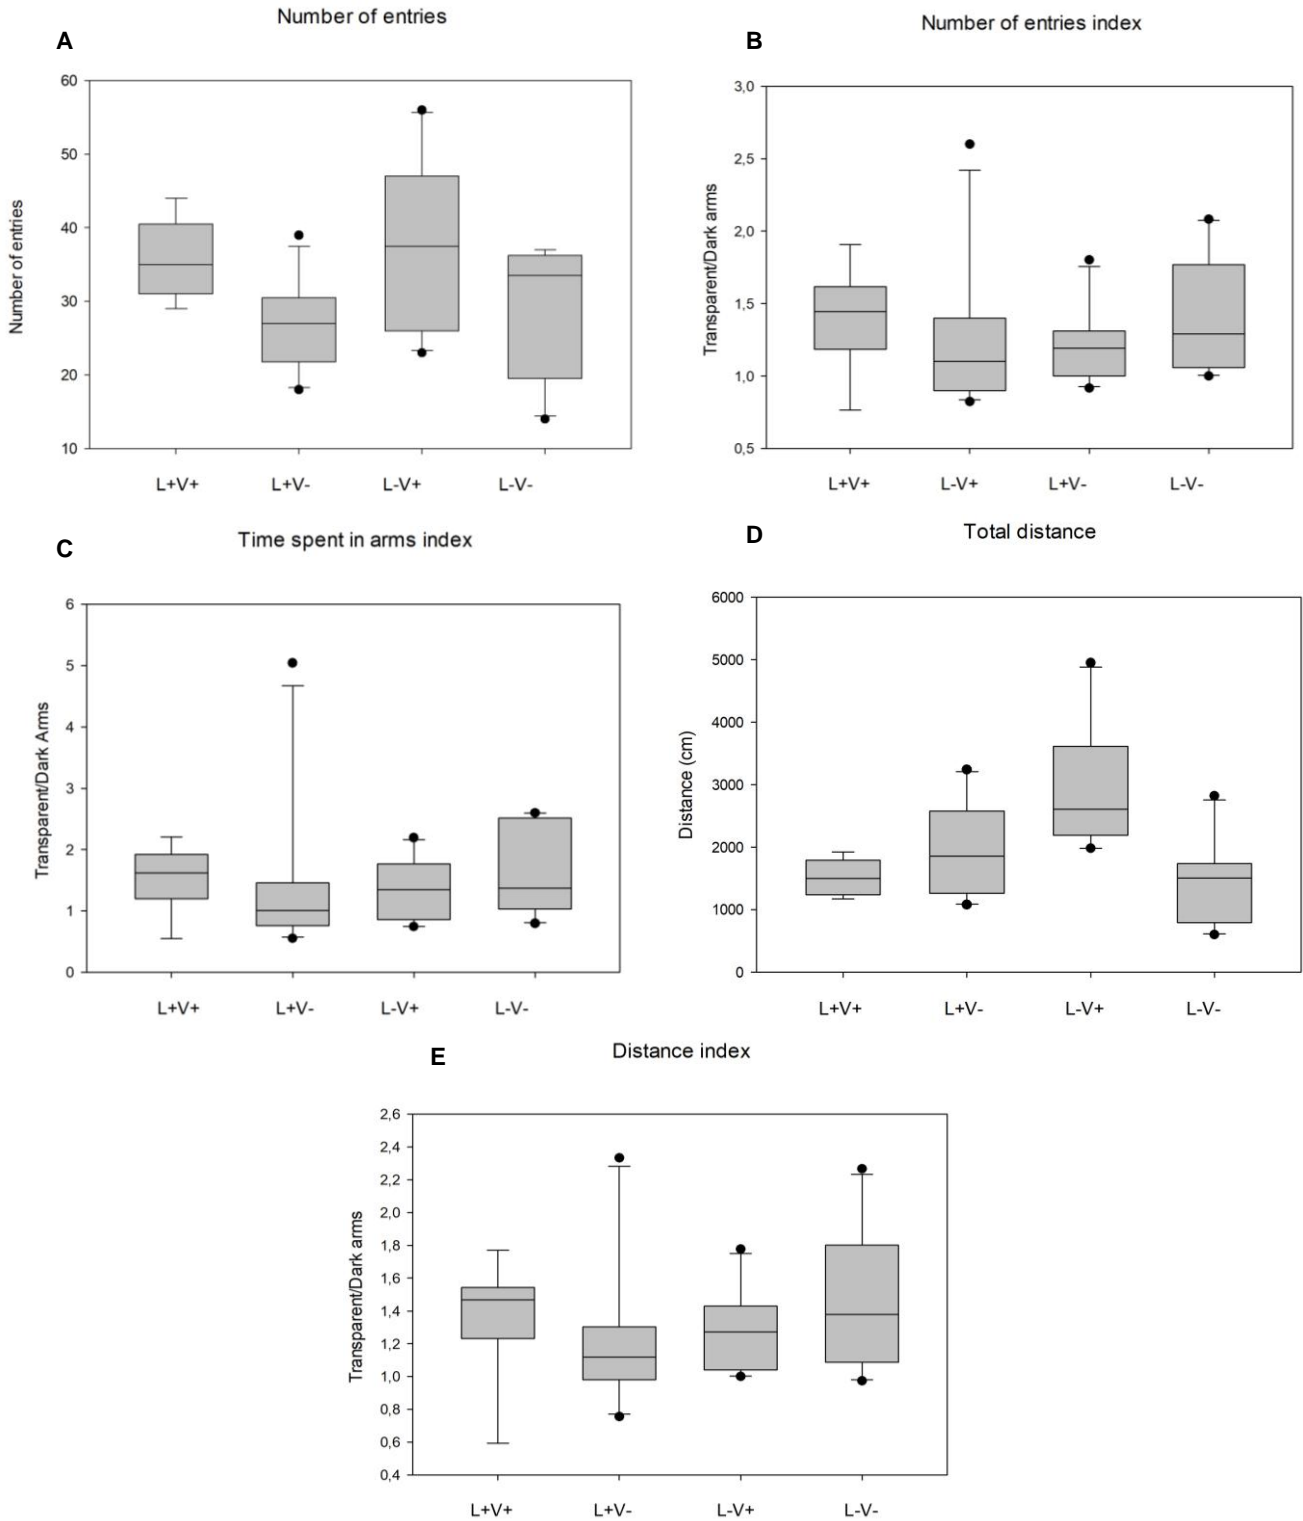 Number of entries
A
60
50
40
30
20
10
Number of entries
L+V+ L+V- L-V+ L-V-
Number of entries index
B
3,0
2,5
2,0
1,5
1,0
0,5
Transparent/Dark arms
L+V+ L-V+ L+V- L-V-
Time spent in arms index
C
6
5
4
3
2
1
0
Transparent/Dark Arms
L+V+ L+V- L-V+ L-V-
Total distance
D
6000
5000
4000
3000
2000
1000
0
Distance (cm)
L+V+ L+V- L-V+ L-V-
Distance index
E
2,6
2,4
2,2
2,0
1,8
1,6
1,4
1,2
1,0
0,8
0,6
0,4
Transparent/Dark arms
L+V+ L+V- L-V+ L-V-